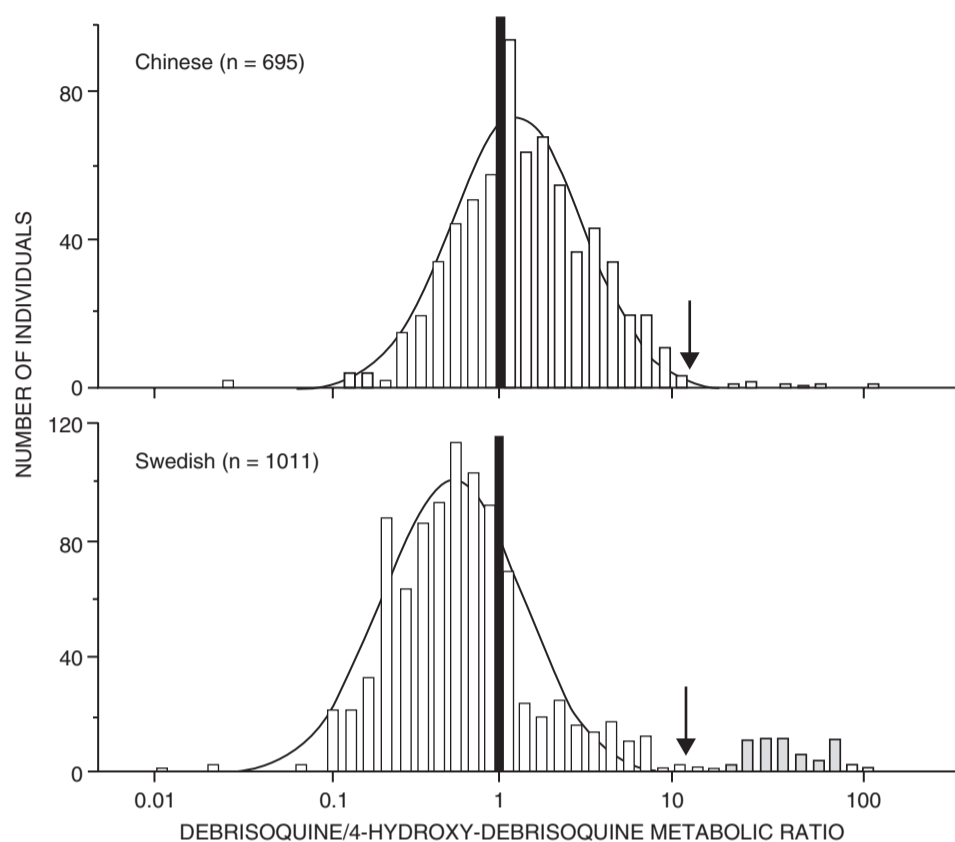 Chinese (n = 695)
80
40
0
NUMBER OF INDIVIDUALS
120
Swedish (n = 1011)
80
40
0
0.01 0.1 1 10 100
DEBRISOQUINE/4-HYDROXY-DEBRISOQUINE METABOLIC RATIO